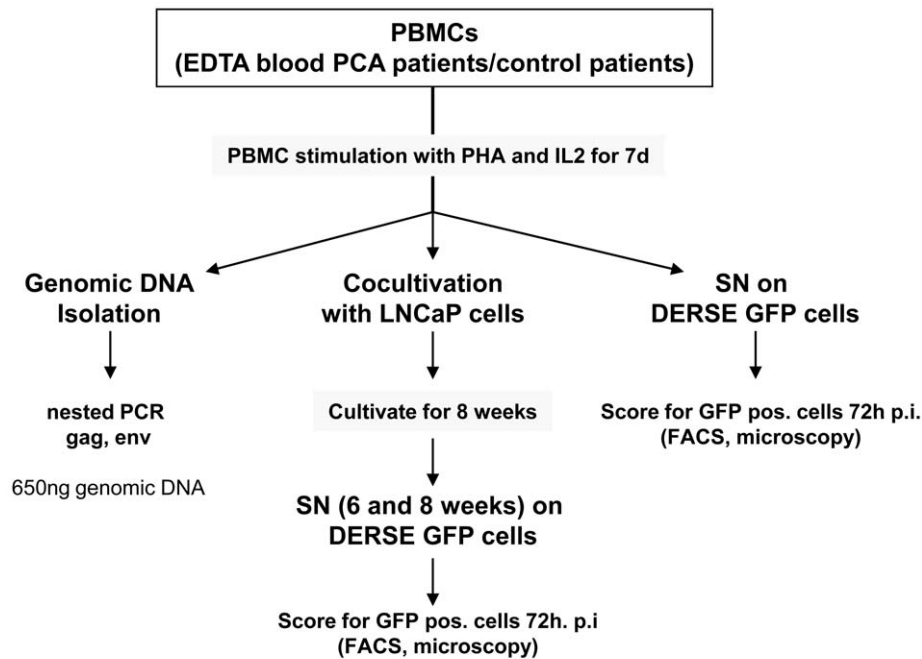 PBMCs
(EDTA blood PCA patients/control patients)
PBMC stimulation with PHA and IL2 for 7d
Genomic DNA
Isolation
nested PCR
gag, env
650ng genomic DNA
Cocultivation
with LNCaP cells
Cultivate for 8 weeks
SN (6 and 8 weeks) on
DERSE GFP cells
Score for GFP pos. cells 72h. p.i
(FACS, microscopy)
SN on
DERSE GFP cells
Score for GFP pos. cells 72h p.i.
(FACS, microscopy)